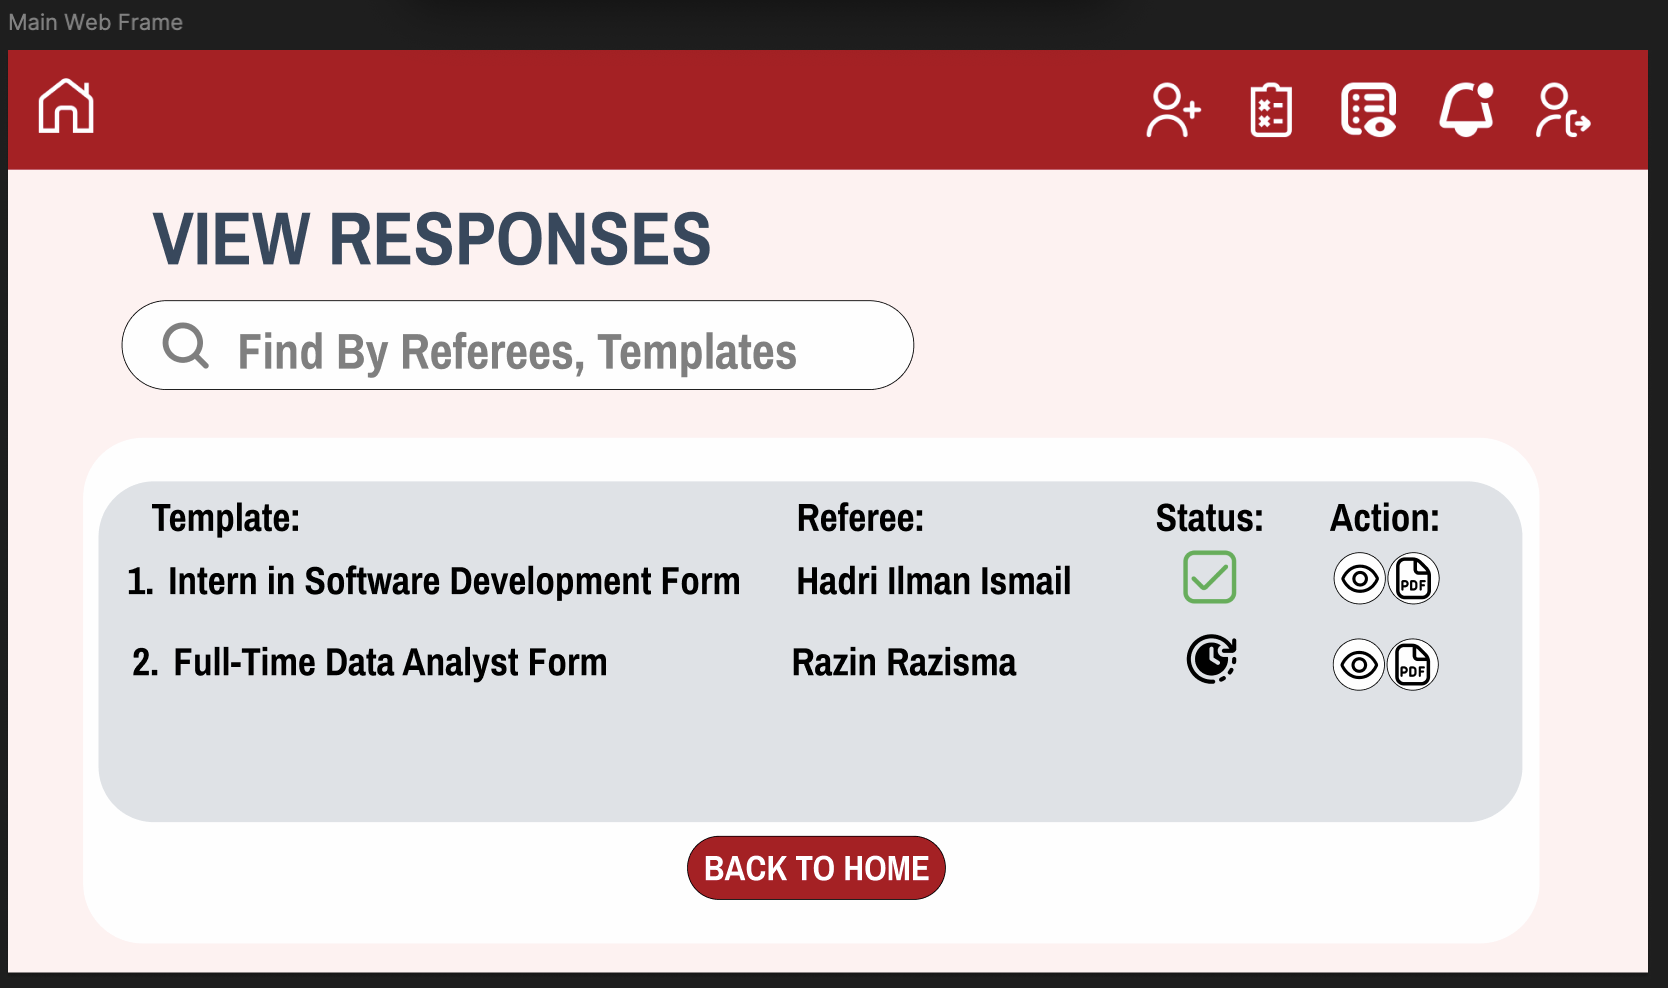 Main Web Frame
VIEW RESPONSES
Find By Referees, Templates
Template: Referee: Status: Action:
1. Intern in Software Development Form Hadri Ilman Ismail PDF
2. Full-Time Data Analyst Form Razin Razisma PDF
BACK TO HOME